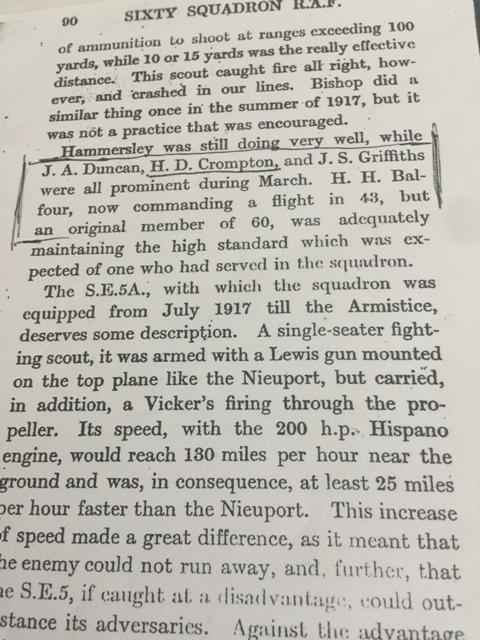 90 SIXTY SQUADRON R.A.F.
of ammunition to shoot at ranges exceeding 100
yards, while 10 or 15 yards was the really effective
distance. This scout caught fire all right, how-
ever, and crashed in our lines. Bishop did a
similar thing once in the summer of 1917, but it
was not a practice that was encouraged.
Hammersley was still doing very well, while
J. A. Duncan, H. D. Crompton, and J. S. Griffiths
were all prominent during March. H. H. Bal-
four, now commanding a flight in 43, but
an original member of 60, was adequately
maintaining the high standard which was ex-
pected of one who had served in the squadron.
The S.E.5A., with which the squadron was
equipped from July 1917 till the Armistice,
deserves some description. A single-seater fight-
ing scout, it was armed with a Lewis gun mounted
on the top plane like the Nieuport, but carried,
in addition, a Vicker's firing through the pro-
peller. Its speed, with the 200 h.p. Hispano
engine, would reach 130 miles per hour near the
ground and was, in consequence, at least 25 miles
per hour faster than the Nieuport. This increase
of speed made a great difference, as it meant that
he enemy could not run away, and, further, that
he S.E.5, if caught at a disadvantage, could out-
stance its adversaries. Against the advantage